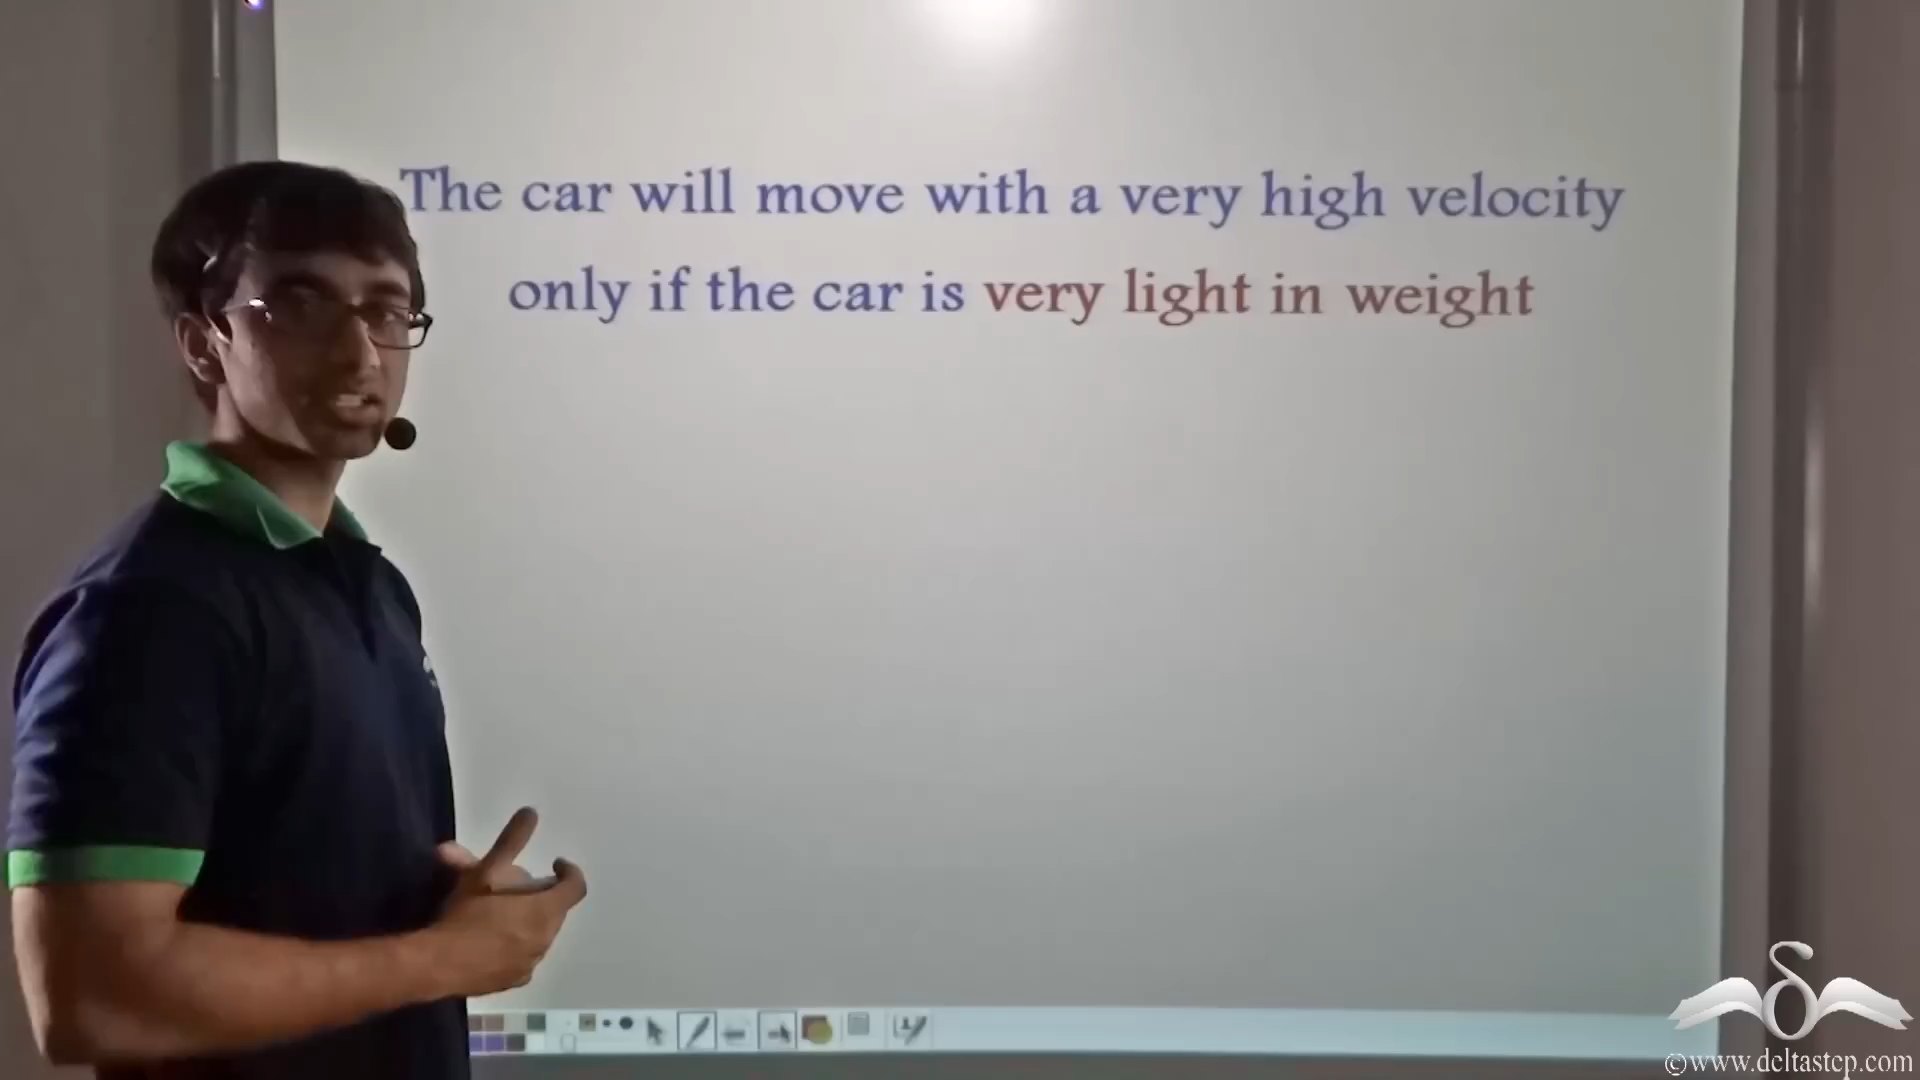 The car will move with a very high velocity
only if the car is very light in weight
©www.deltastep.com